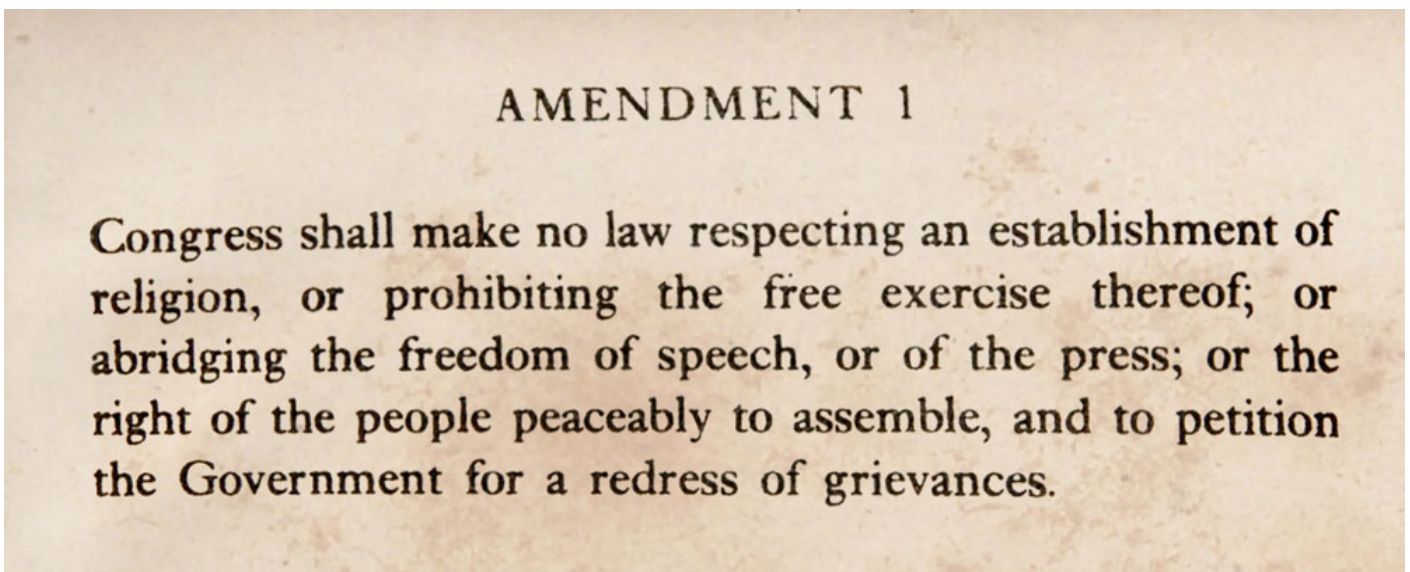 AMENDMENT 1
Congress shall make no law respecting an establishment of
religion, or prohibiting the free exercise thereof; or
abridging the freedom of speech, or of the press; or the
right of the people peaceably to assemble, and to petition
the Government for a redress of grievances.